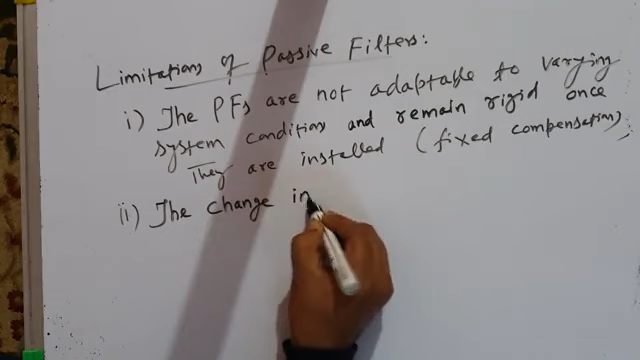 Limitations of Passive Filters:
i) The PFs are not adaptable to varying
system conditions and remain rigid once
They are installed (fixed compensation)
ii) The change in